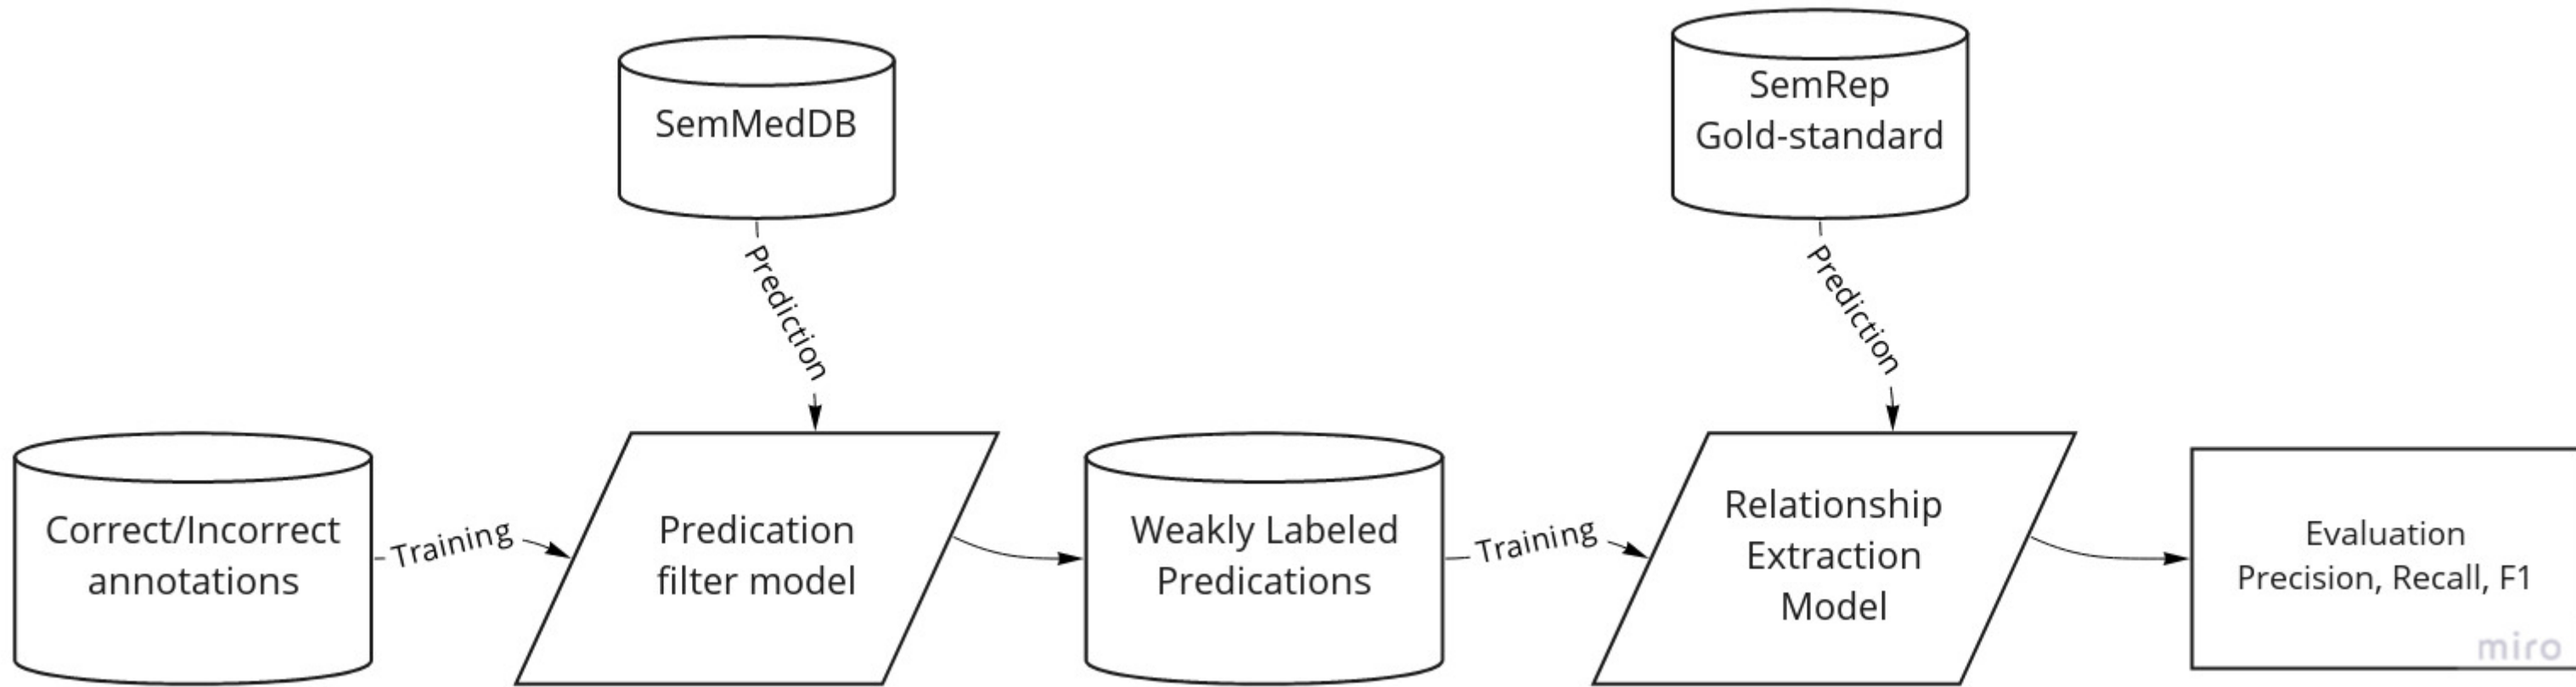 SemMedDB
SemRep
Gold-standard
Prediction
Prediction
Correct/Incorrect
annotations
Training
Predication
filter model
Weakly Labeled
Predications
Training
Relationship
Extraction
Model
Evaluation
Precision, Recall, F1
miro